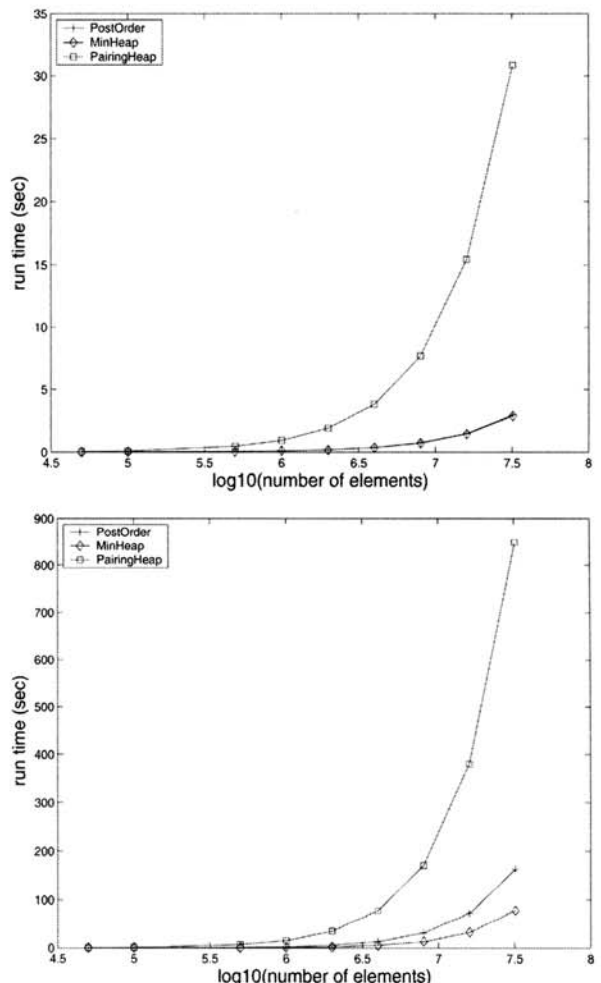 35
30
25
20
15
10
5
0
run time (sec)
PostOrder
MinHeap
PairingHeap
4.5 5 5.5 6 6.5 7 7.5 8
log10(number of elements)
900
800
700
600
500
400
300
200
100
0
run time (sec)
PostOrder
MinHeap
PairingHeap
4.5 5 5.5 6 6.5 7 7.5 8
log10(number of elements)